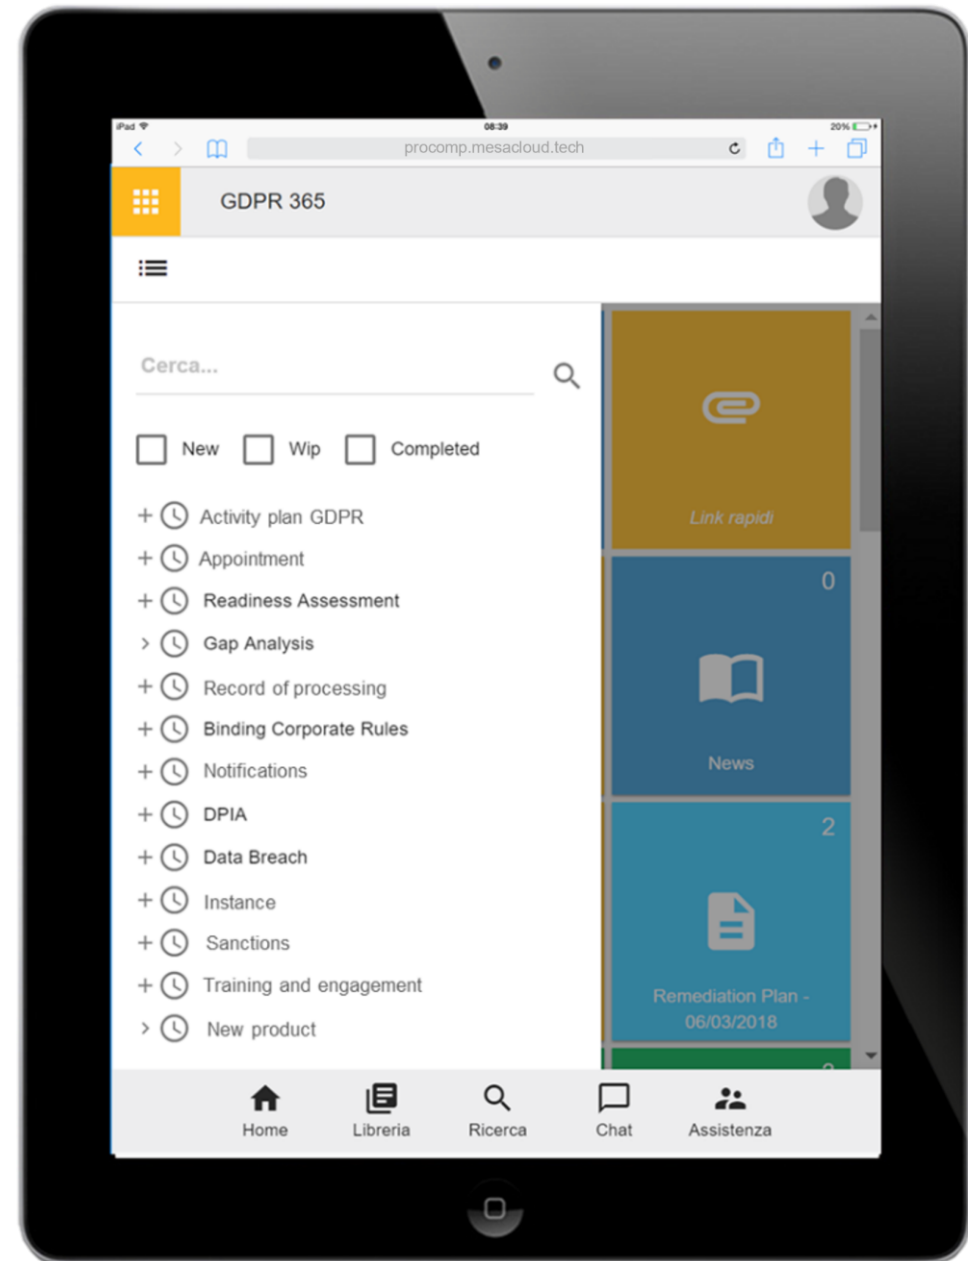 iPad
08:39
20%
procomp.mesacloud.tech
GDPR 365
Cerca...
New Wip Completed
Activity plan GDPR
Appointment
Readiness Assessment
Gap Analysis
Record of processing
Binding Corporate Rules
Notifications
DPIA
Data Breach
Instance
Sanctions
Training and engagement
New product
Link rapidi
0
News
2
Remediation Plan -
06/03/2018
Home
Libreria
Ricerca
Chat
Assistenza